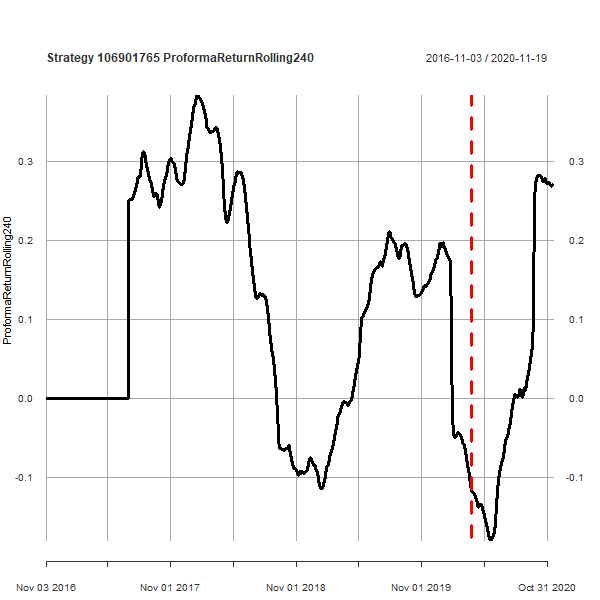 Strategy 106901765 ProformaReturnRolling240
2016-11-03 / 2020-11-19
ProformaReturnRolling240
0.3
0.2
0.1
0.0
-0.1
0.3
0.2
0.1
0.0
-0.1
Nov 03 2016
Nov 01 2017
Nov 01 2018
Nov 01 2019
Oct 31 2020